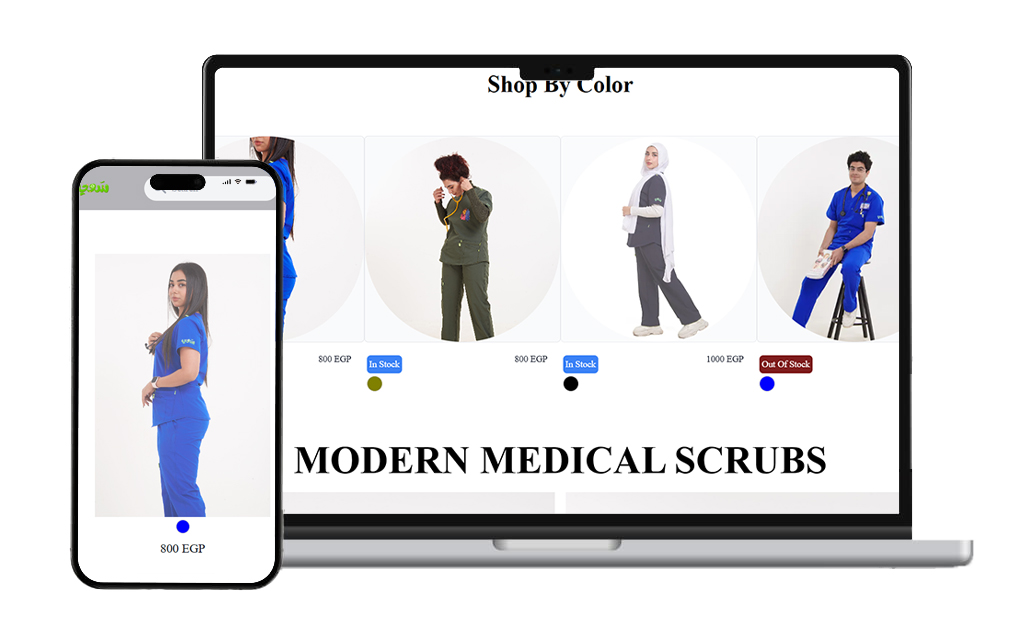 Shop By Color
800 EGP
In Stock
800 EGP
In Stock
1000 EGP
Out Of Stock
MODERN MEDICAL SCRUBS
800 EGP